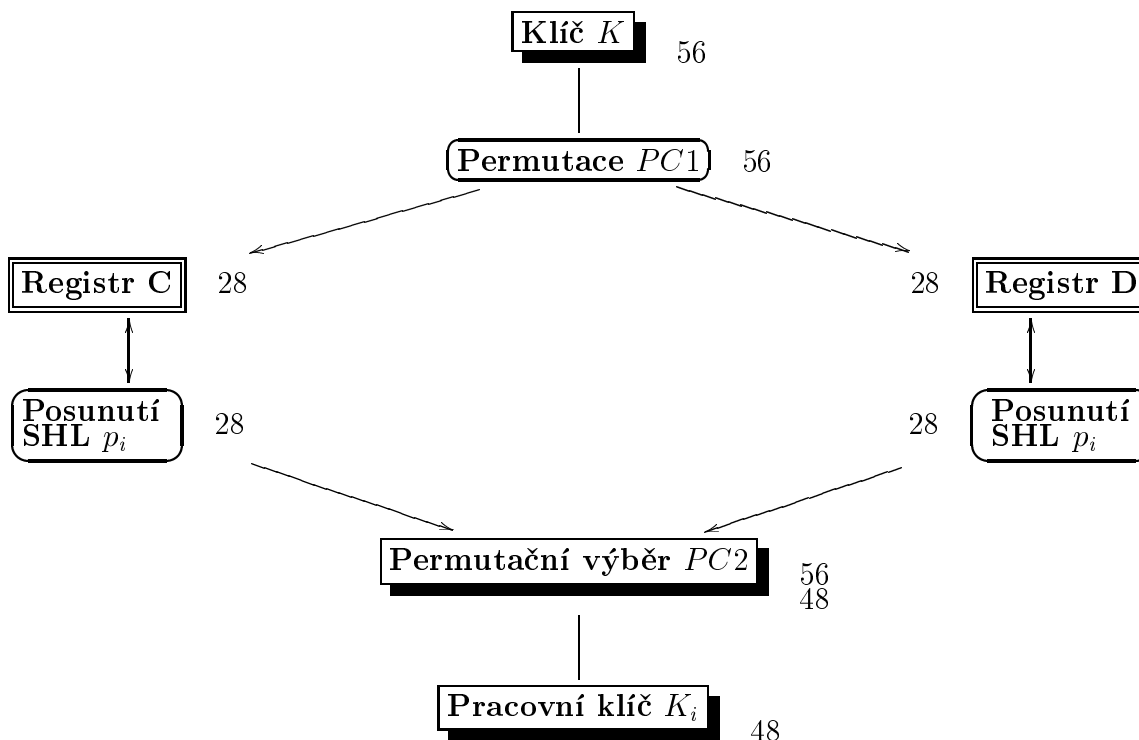 Klíč K
56
Permutace PC1 56
Registr C 28 28 Registr D
Posunutí
SHL p_i
28
28
Posunutí
SHL p_i
Permutační výběr PC2
56
48
Pracovní klíč K_i
48